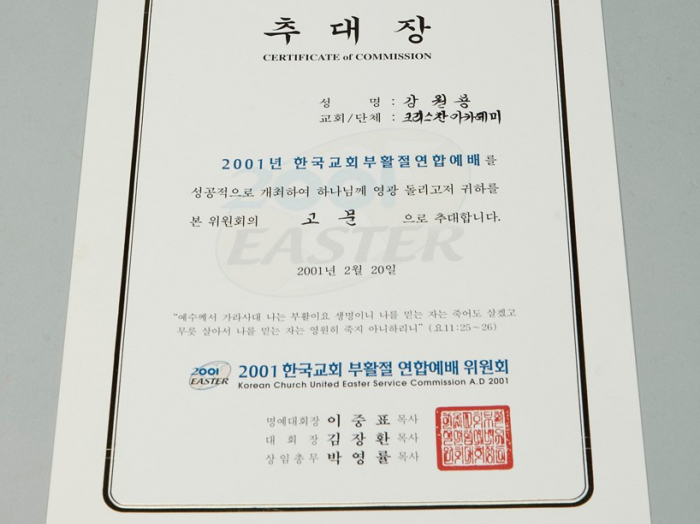 추 대 장
CERTIFICATE of COMMISSION
성 명 : 강 원 용
교회/단체 : 크리스챤 아카데미
2001년 한국교회부활절연합예배를
성공적으로 개최하여 하나님께 영광 돌리고저 귀하를
본 위원회의 고 문 으로 추대합니다.
2001 EASTER
2001년 2월 20일
"예수께서 가라사대 나는 부활이요 생명이니 나를 믿는 자는 죽어도 살겠고
무릇 살아서 나를 믿는 자는 영원히 죽지 아니하리니" (요11:25~26)
2001 EASTER
2001 한국교회 부활절 연합예배 위원회
Korean Church United Easter Service Commission A.D 2001
명예대회장 이 중 표 목사
대 회 장 김 장 환 목사
상임총무 박 영 률 목사